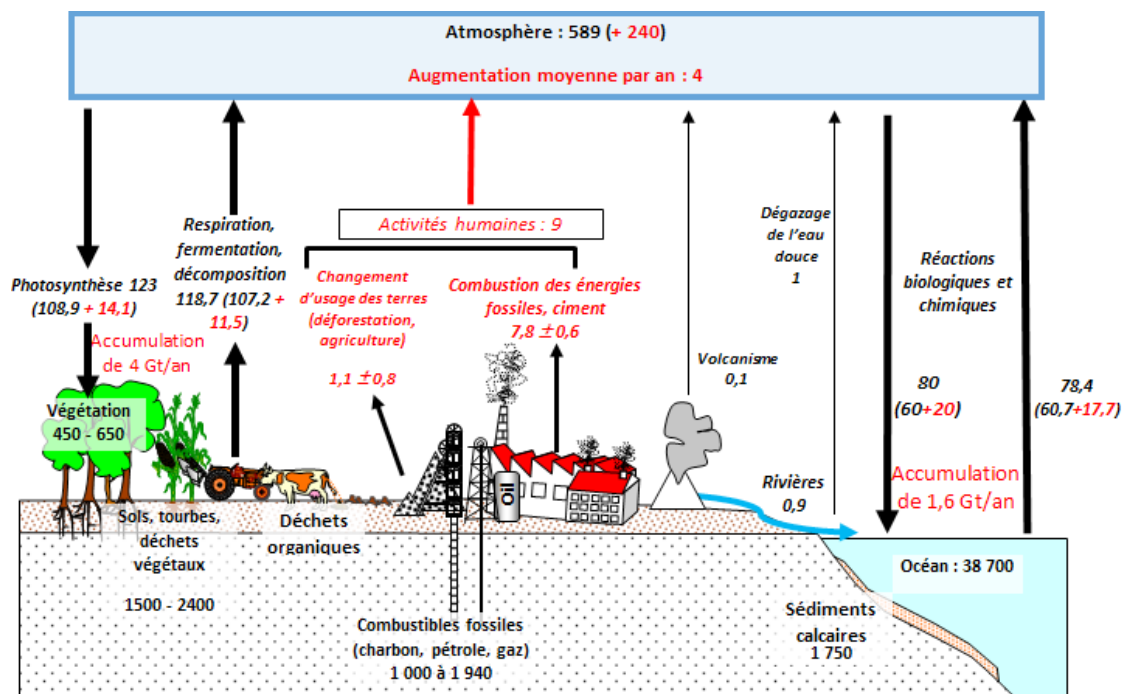 Atmosphère : 589 (+ 240)
Augmentation moyenne par an : 4
Activités humaines : 9
Photosynthèse 123
(108,9 + 14,1)
Accumulation
de 4 Gt/an
Respiration,
fermentation,
décomposition
118,7 (107,2 +
11,5)
Changement
d'usage des terres
(déforestation,
agriculture)
1,1 ±0,8
Combustion des énergies
fossiles, ciment
7,8 ±0,6
Volcanisme
0,1
Dégazage
de l'eau
douce
1
Réactions
biologiques et
chimiques
80
(60+20)
78,4
(60,7+17,7)
Accumulation
de 1,6 Gt/an
Végétation
450 - 650
Oil
Rivières
0,9
Sols, tourbes,
déchets
végétaux
1500 - 2400
Déchets
organiques
Combustibles fossiles
(charbon, pétrole, gaz)
1 000 à 1 940
Océan : 38 700
Sédiments
calcaires
1 750